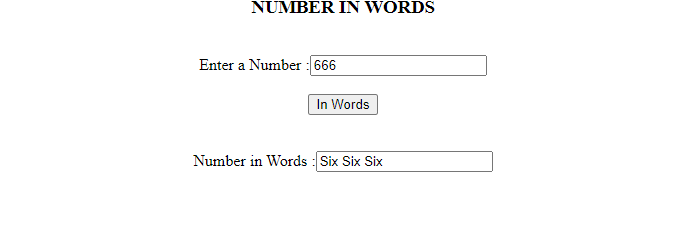 NUMBER IN WORDS
Enter a Number :666
In Words
Number in Words :Six Six Six